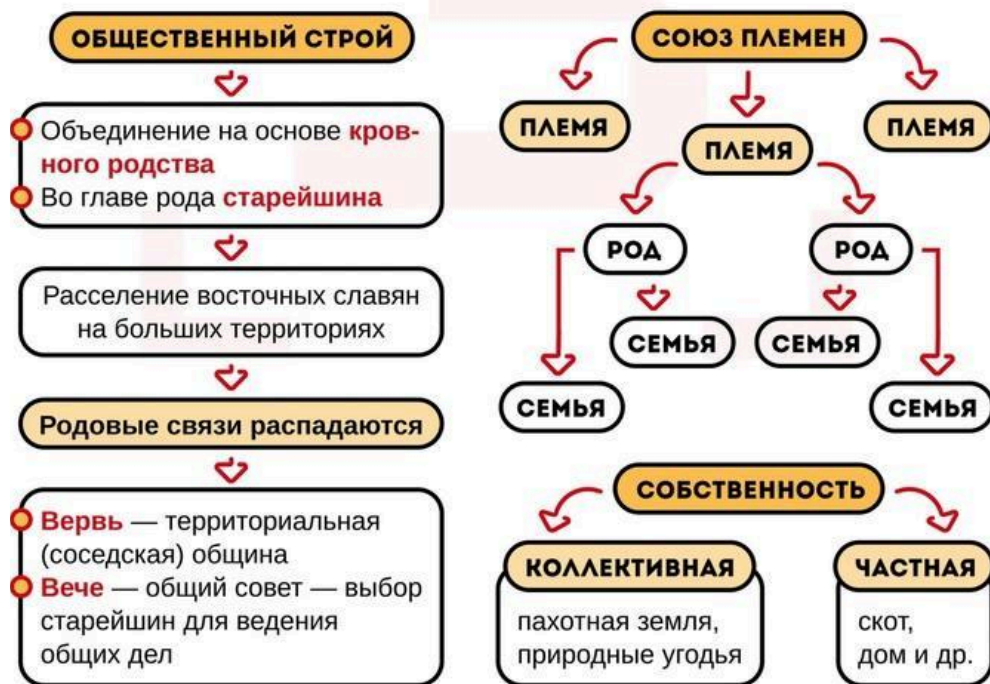 ОБЩЕСТВЕННЫЙ СТРОЙ
Объединение на основе кров-
ного родства
Во главе рода старейшина
Расселение восточных славян
на больших территориях
Родовые связи распадаются
Вервь — территориальная
(соседская) община
Вече — общий совет — выбор
старейшин для ведения
общих дел
СОЮЗ ПЛЕМЕН
ПЛЕМЯ
ПЛЕМЯ
ПЛЕМЯ
РОД
РОД
СЕМЬЯ
СЕМЬЯ
СЕМЬЯ
СЕМЬЯ
СОБСТВЕННОСТЬ
КОЛЛЕКТИВНАЯ
пахотная земля,
природные угодья
ЧАСТНАЯ
скот,
дом и др.